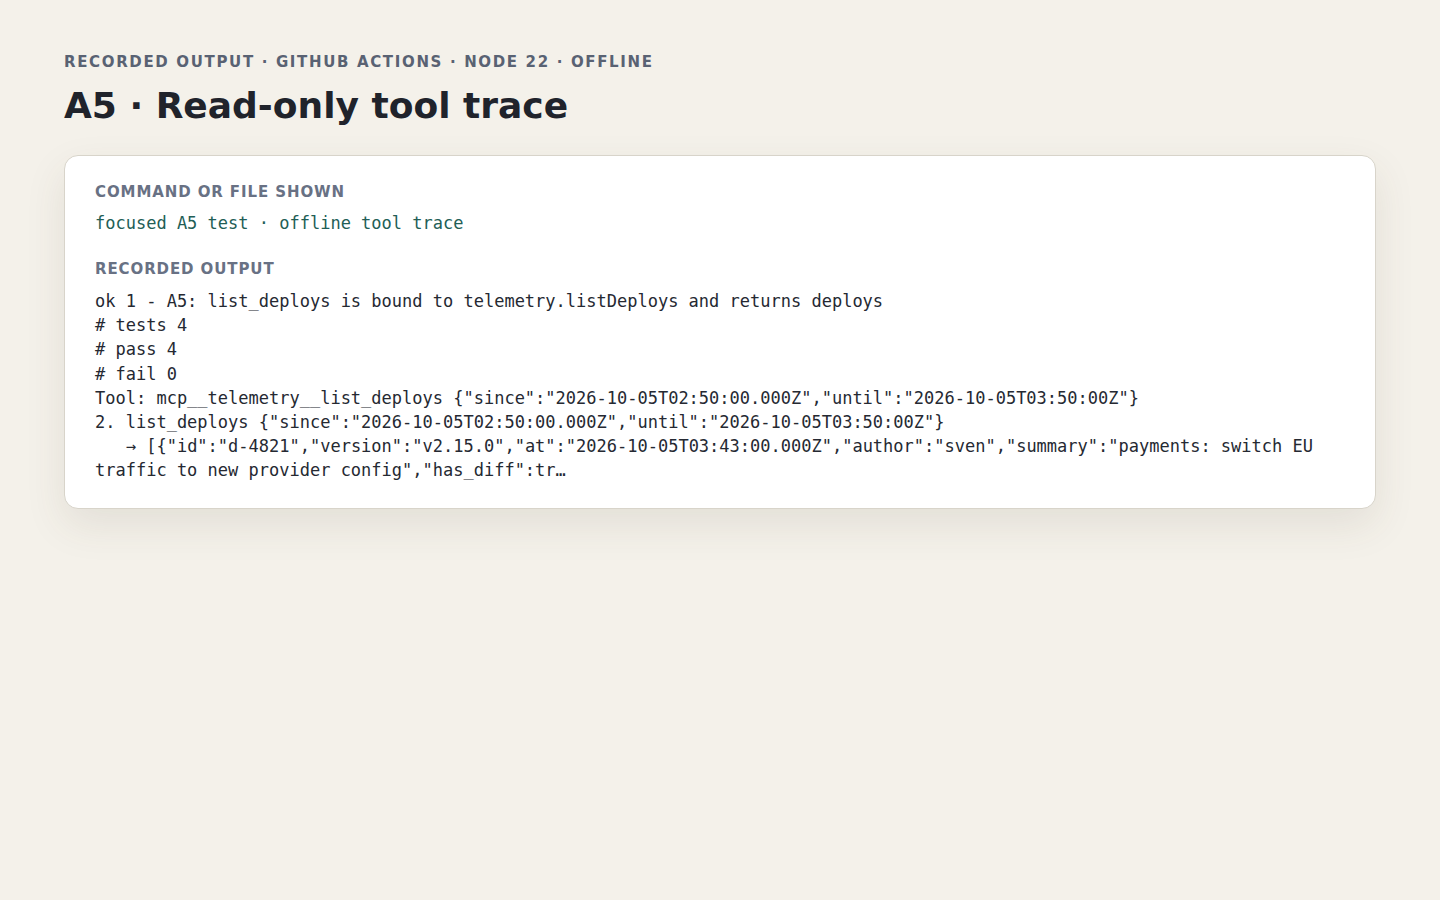 RECORDED OUTPUT · GITHUB ACTIONS · NODE 22 · OFFLINE
A5 · Read-only tool trace
COMMAND OR FILE SHOWN
focused A5 test · offline tool trace
RECORDED OUTPUT
ok 1 - A5: list_deploys is bound to telemetry.listDeploys and returns deploys
# tests 4
# pass 4
# fail 0
Tool: mcp__telemetry__list_deploys {"since":"2026-10-05T02:50:00.000Z","until":"2026-10-05T03:50:00Z"}
2. list_deploys {"since":"2026-10-05T02:50:00.000Z","until":"2026-10-05T03:50:00Z"}
→ [{"id":"d-4821","version":"v2.15.0","at":"2026-10-05T03:43:00.000Z","author":"sven","summary":"payments: switch EU
traffic to new provider config","has_diff":tr…